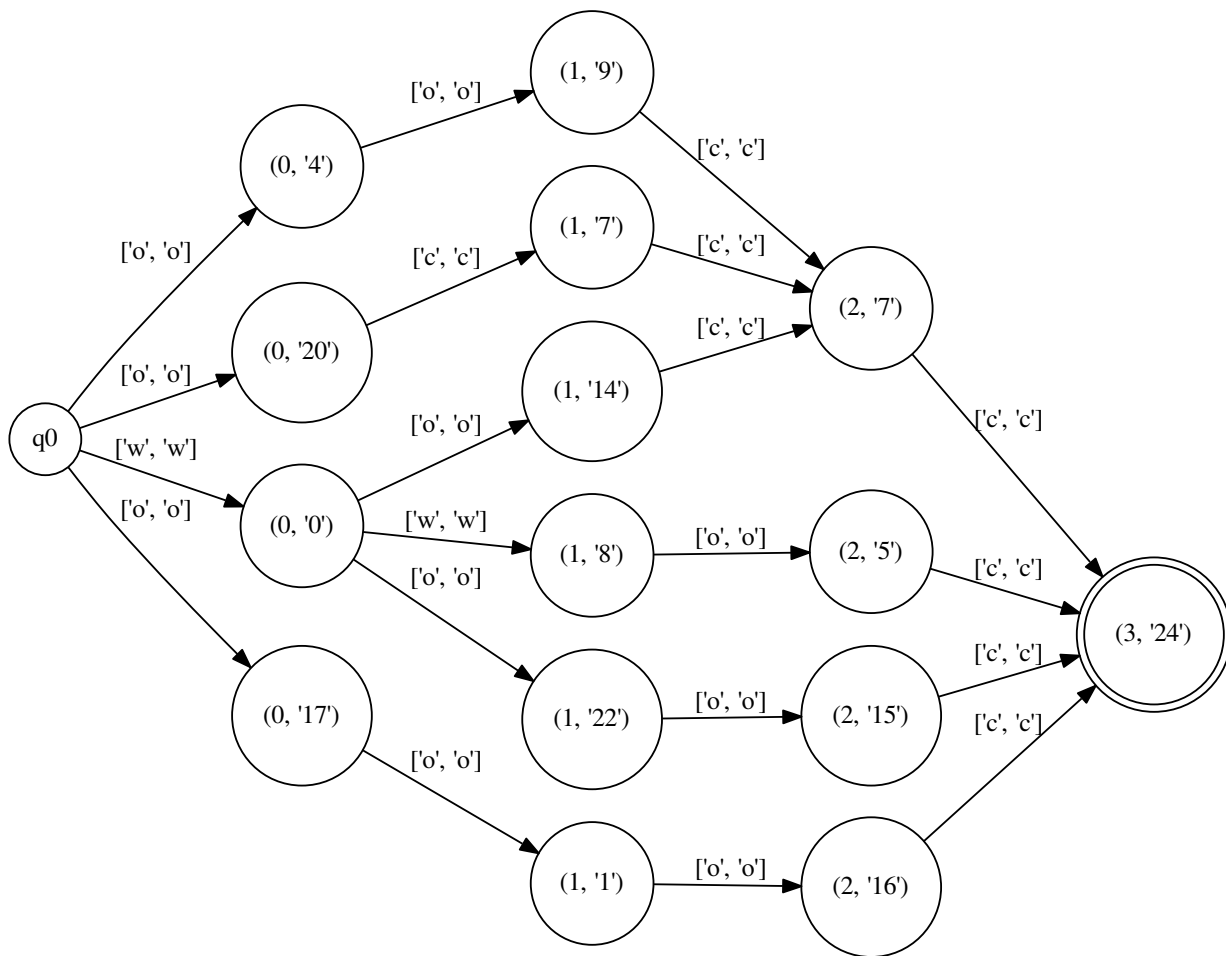 (1, '9')
['o', 'o']
(0, '4')
['c', 'c']
(1, '7')
['o', 'o']
['c', 'c']
['c', 'c']
(2, '7')
(0, '20')
['c', 'c']
['o', 'o']
(1, '14')
['o', 'o']
['c', 'c']
q0
['w', 'w']
['o', 'o']
(0, '0')
['w', 'w']
(1, '8')
['o', 'o']
(2, '5')
['c', 'c']
['o', 'o']
(3, '24')
['c', 'c']
(0, '17')
(1, '22')
['o', 'o']
(2, '15')
['c', 'c']
['o', 'o']
(1, '1')
['o', 'o']
(2, '16')